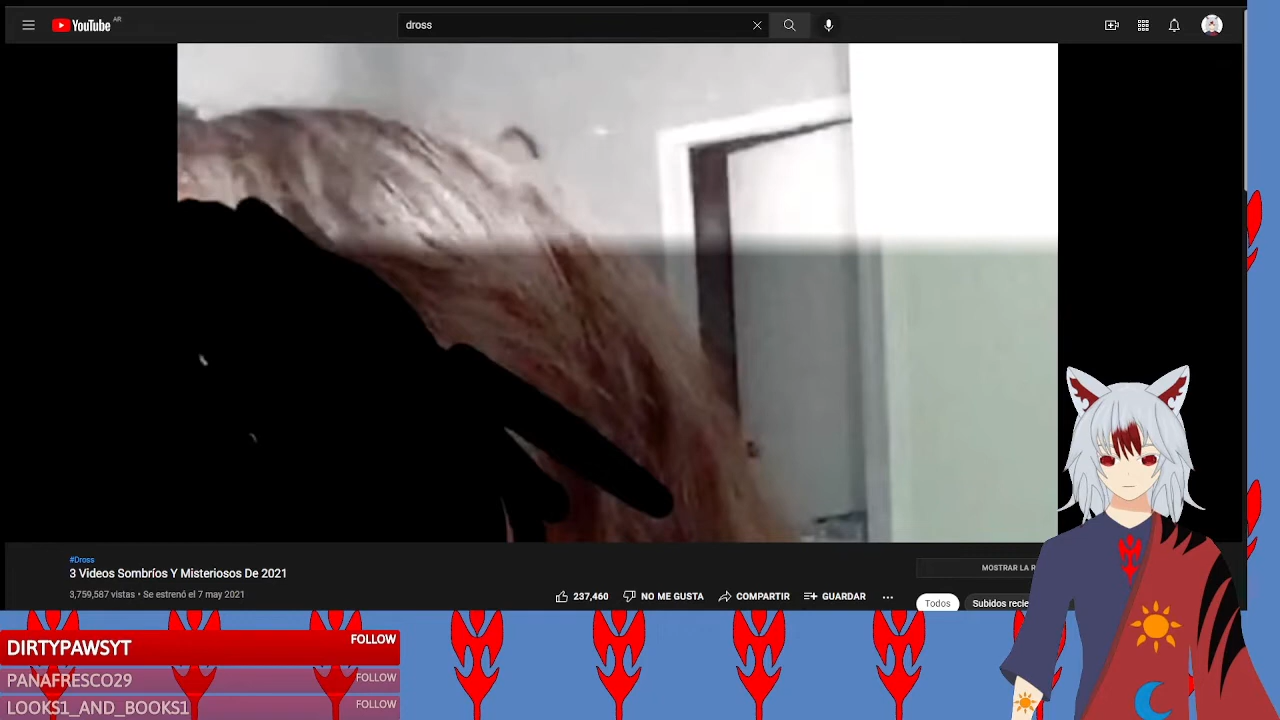 YouTube AR
dross
#Dross
3 Videos Sombríos Y Misteriosos De 2021
3,759,587 vistas • Se estrenó el 7 may 2021
237,460 NO ME GUSTA COMPARTIR GUARDAR
MOSTRAR LA
Todos Subidos recie
DIRTYPAWSYT FOLLOW
PANAFRESCO29 FOLLOW
LOOKS1_AND_BOOKS1 FOLLOW